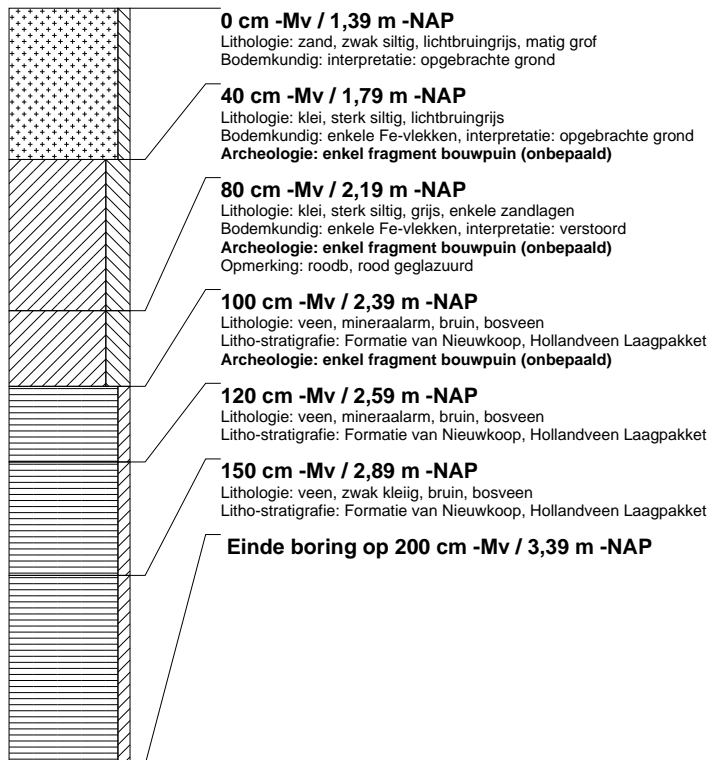 0 cm -Mv / 1,39 m -NAP
Lithologie: zand, zwak siltig, lichtbruingrijs, matig grof
Bodemkundig: interpretatie: opgebrachte grond
40 cm -Mv / 1,79 m -NAP
Lithologie: klei, sterk siltig, lichtbruingrijs
Bodemkundig: enkele Fe-vlekken, interpretatie: opgebrachte grond
Archeologie: enkel fragment bouwpuin (onbepaald)
80 cm -Mv / 2,19 m -NAP
Lithologie: klei, sterk siltig, grijs, enkele zandlagen
Bodemkundig: enkele Fe-vlekken, interpretatie: verstoord
Archeologie: enkel fragment bouwpuin (onbepaald)
Opmerking: roodb, rood geglazuurd
100 cm -Mv / 2,39 m -NAP
Lithologie: veen, mineraalarm, bruin, bosveen
Litho-stratigrafie: Formatie van Nieuwkoop, Hollandveen Laagpakket
Archeologie: enkel fragment bouwpuin (onbepaald)
120 cm -Mv / 2,59 m -NAP
Lithologie: veen, mineraalarm, bruin, bosveen
Litho-stratigrafie: Formatie van Nieuwkoop, Hollandveen Laagpakket
150 cm -Mv / 2,89 m -NAP
Lithologie: veen, zwak kleiig, bruin, bosveen
Litho-stratigrafie: Formatie van Nieuwkoop, Hollandveen Laagpakket
Einde boring op 200 cm -Mv / 3,39 m -NAP